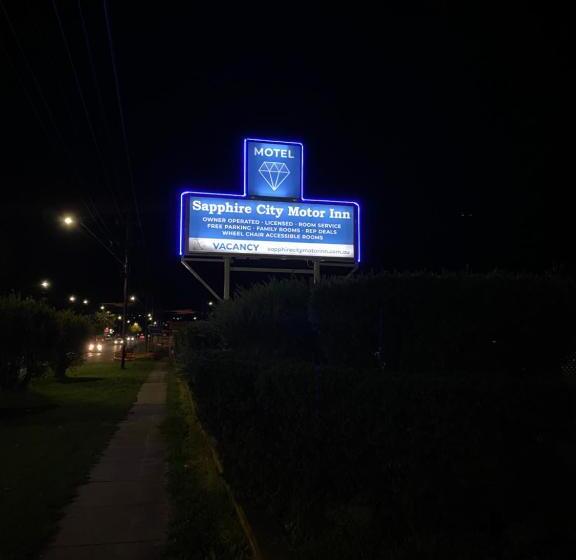 MOTEL
Sapphire City Motor Inn
OWNER OPERATED - LICENSED - ROOM SERVICE
FREE PARKING - FAMILY ROOMS - REP DEALS
WHEEL CHAIR ACCESSIBLE ROOMS
VACANCY sapphirecitymotorinn.com.au